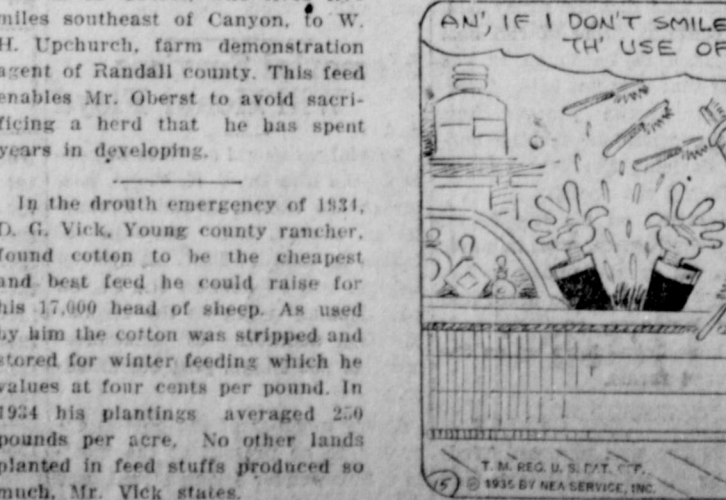 miles southeast of Canyon, to W.
H. Upchurch, farm demonstration
agent of Randall county. This feed
enables Mr. Oberst to avoid sacri-
ficing a herd that he has spent
years in developing.
In the drouth emergency of 1934,
D. G. Vick, Young county rancher,
found cotton to be the cheapest
and best feed he could raise for
his 17,000 head of sheep. As used
by him the cotton was stripped and
stored for winter feeding which he
values at four cents per pound. In
1934 his plantings averaged 250
pounds per acre. No other lands
planted in feed stuffs produced so
much, Mr. Vick states.
AN', IF I DON'T SMILE
TH' USE OF
T. M. REG. U. S. PAT. OFF.
15 © 1935 BY NEA SERVICE, INC.